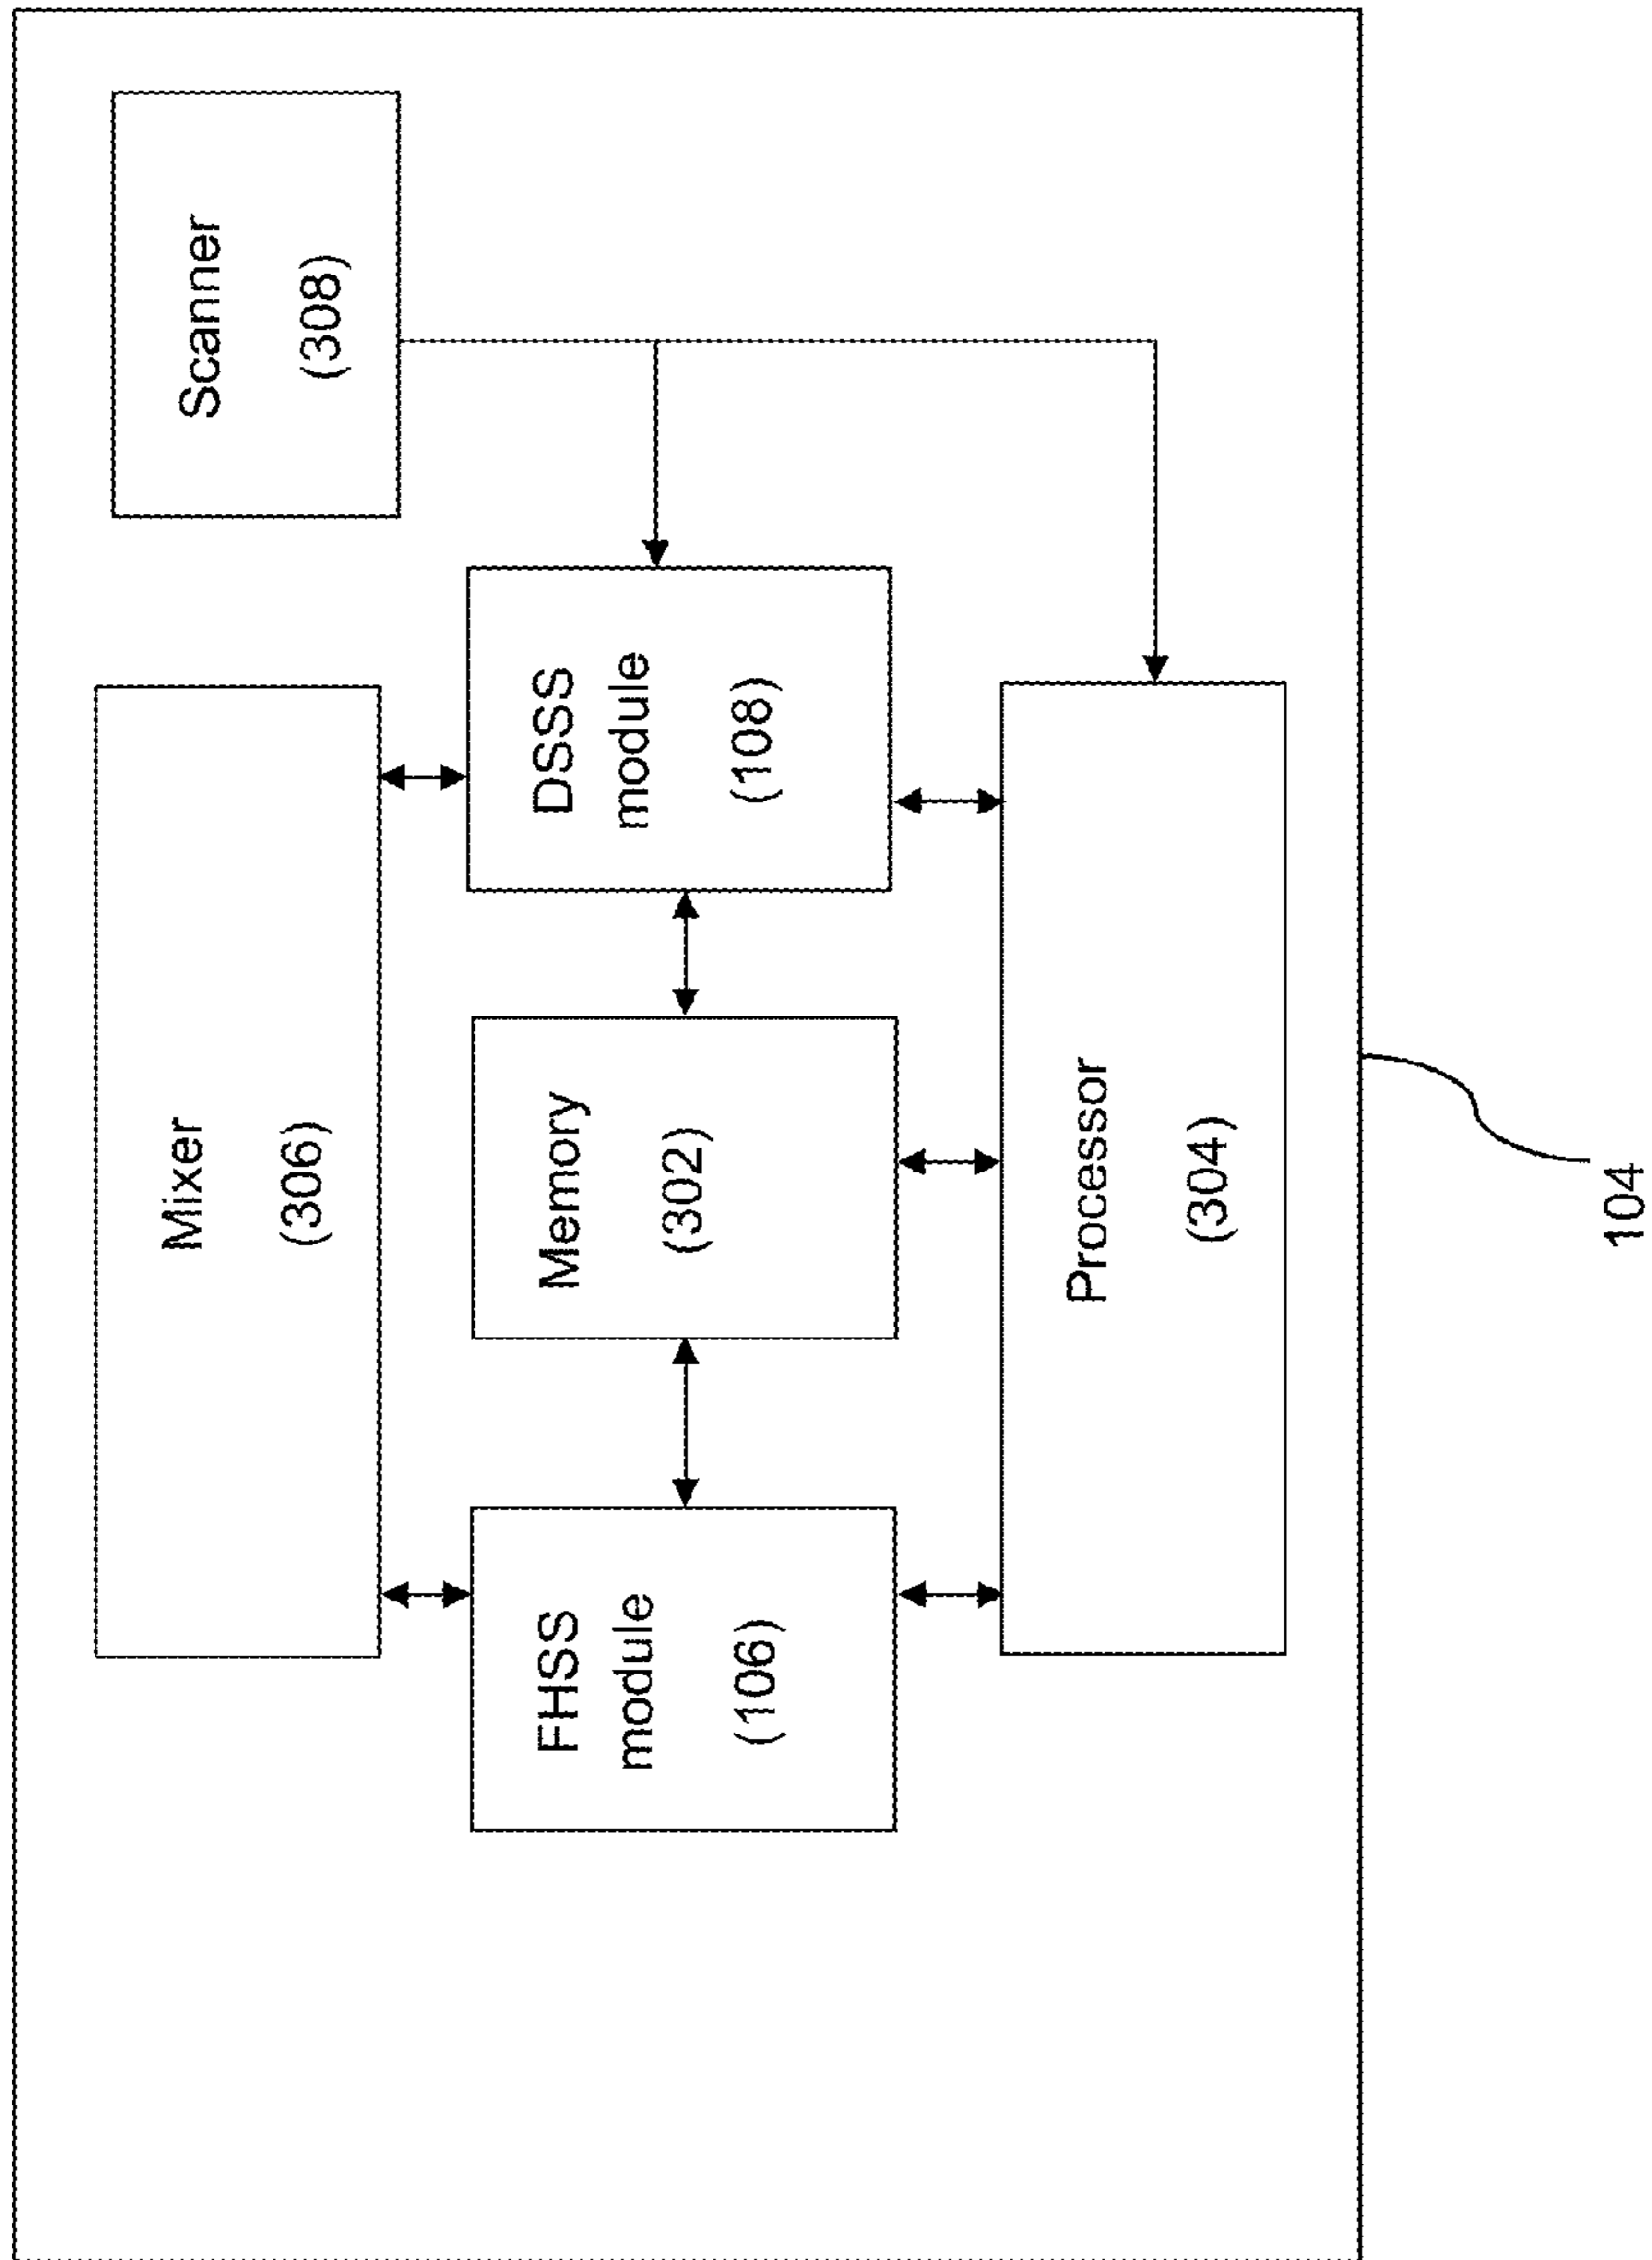 Scanner
(308)
Mixer
(306)
DSSS
module
(108)
Memory
(302)
FHSS
module
(106)
Processor
(304)
104